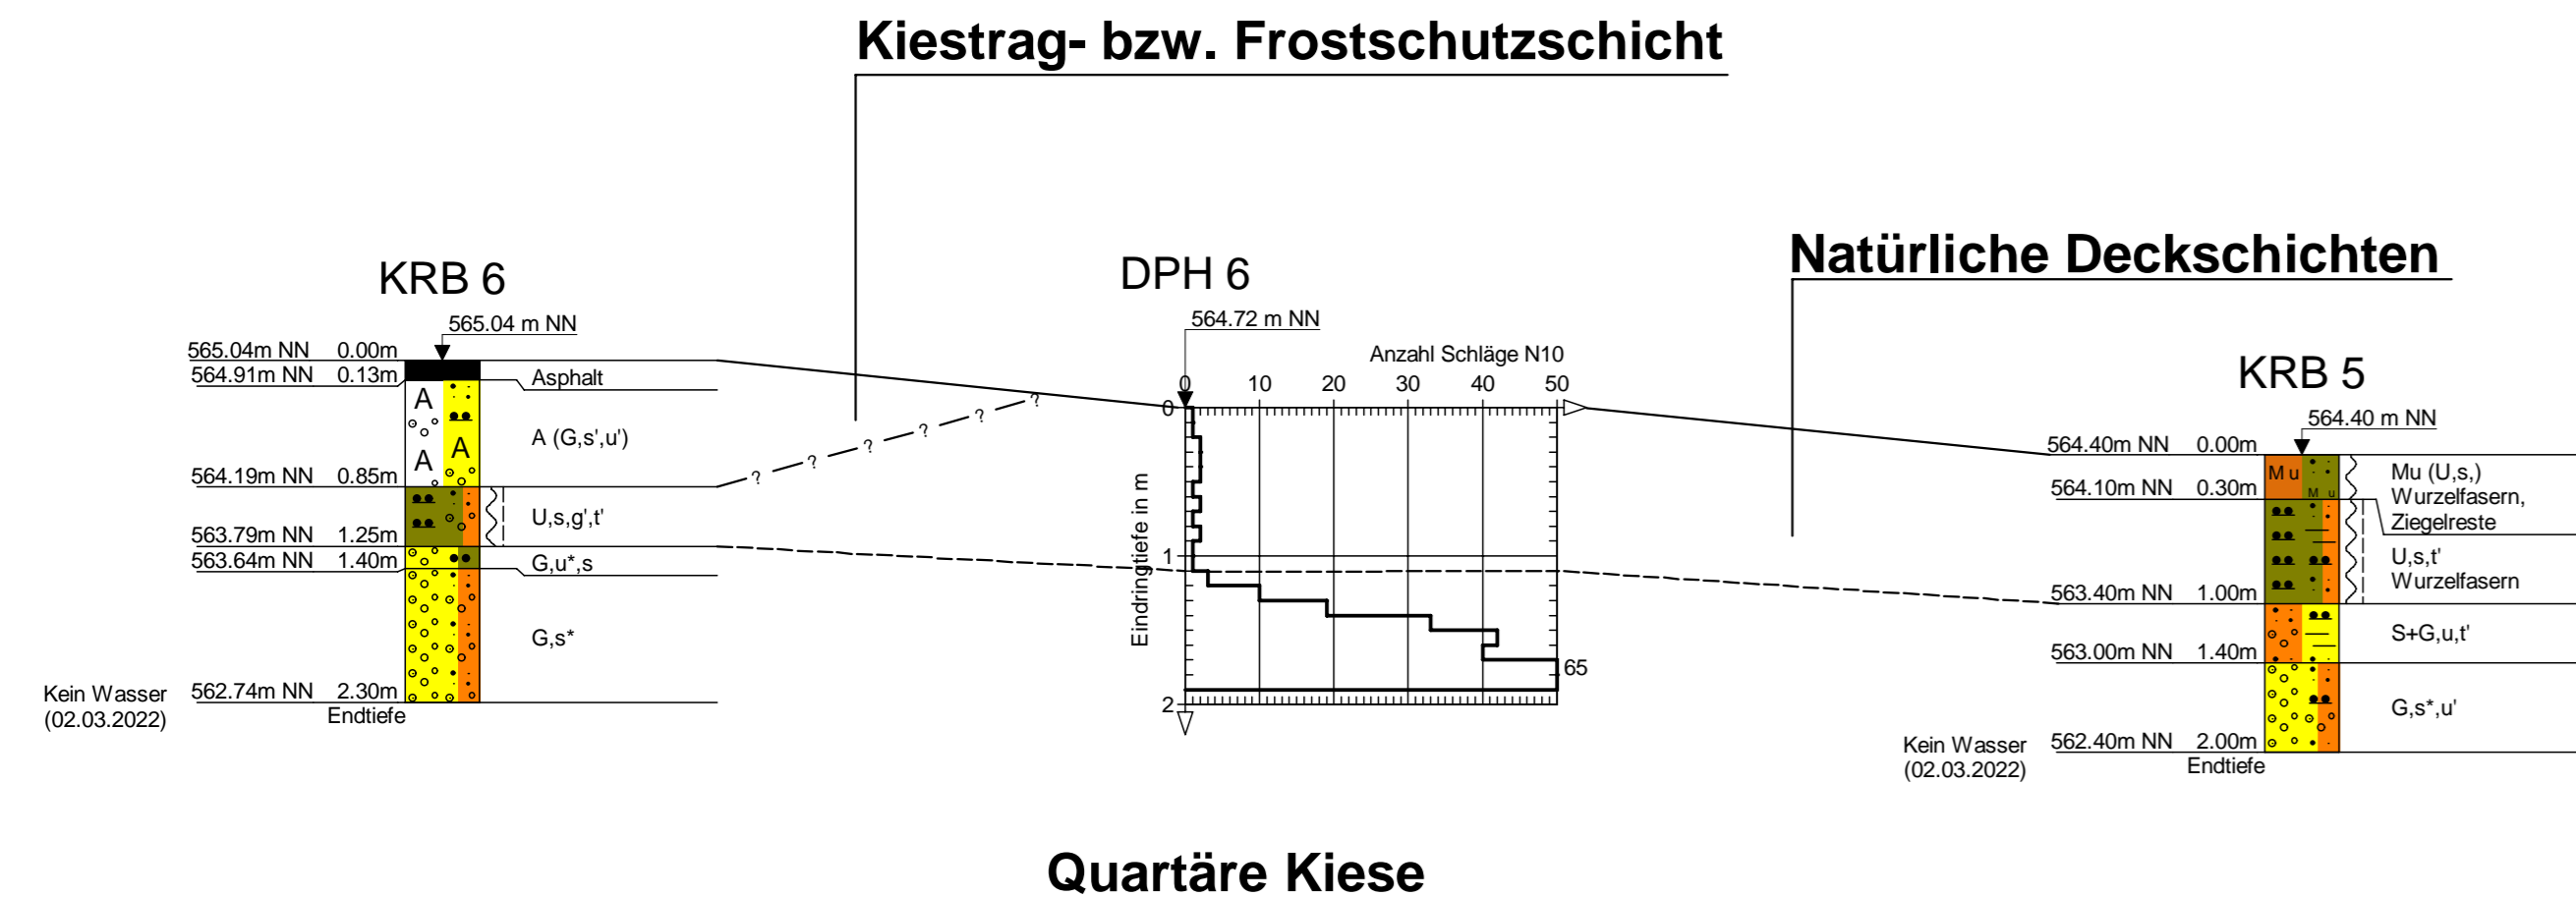 Kiestrag- bzw. Frostschutzschicht
Natürliche Deckschichten
KRB 6
565.04 m NN
565.04m NN 0.00m
564.91m NN 0.13m
Asphalt
A
A
A
A (G,s',u')
564.19m NN 0.85m
U,s,g',t'
563.79m NN 1.25m
563.64m NN 1.40m
G,u*,s
G,s*
Kein Wasser
(02.03.2022)
562.74m NN 2.30m
Endtiefe
? ? ? ? ? ?
DPH 6
564.72 m NN
Anzahl Schläge N10
0 10 20 30 40 50
0
1
2
Eindringtiefe in m
65
KRB 5
564.40 m NN
564.40m NN 0.00m
Mu
M u
Mu (U,s,)
Wurzelfasern,
Ziegelreste
564.10m NN 0.30m
U,s,t'
Wurzelfasern
563.40m NN 1.00m
S+G,u,t'
563.00m NN 1.40m
G,s*,u'
Kein Wasser
(02.03.2022)
562.40m NN 2.00m
Endtiefe
Quartäre Kiese